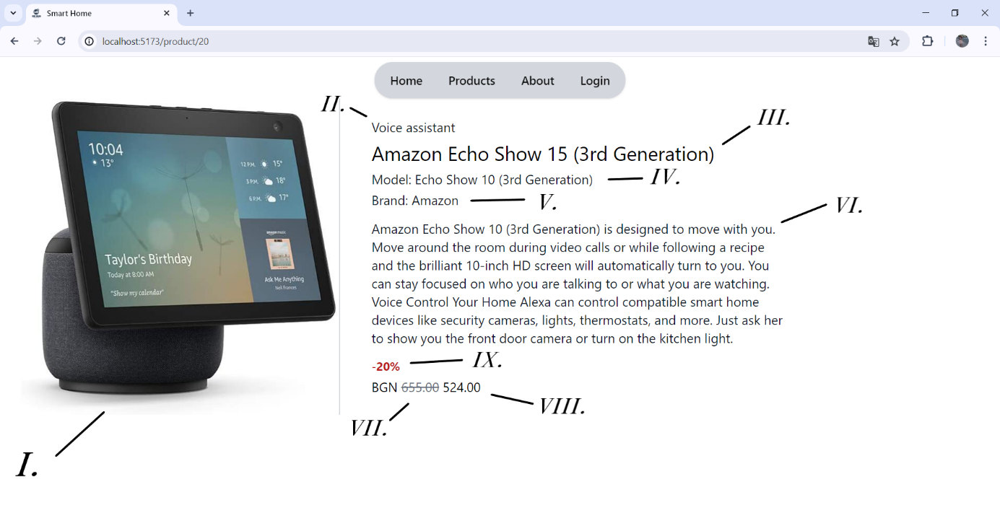 Smart Home
localhost:5173/product/20
Home Products About Login
II.
III.
Voice assistant
Amazon Echo Show 15 (3rd Generation)
Model: Echo Show 10 (3rd Generation)
IV.
Brand: Amazon
V.
VI.
Amazon Echo Show 10 (3rd Generation) is designed to move with you.
Move around the room during video calls or while following a recipe
and the brilliant 10-inch HD screen will automatically turn to you. You
can stay focused on who you are talking to or what you are watching.
Voice Control Your Home Alexa can control compatible smart home
devices like security cameras, lights, thermostats, and more. Just ask her
to show you the front door camera or turn on the kitchen light.
-20%
IX.
BGN 655.00 524.00
VIII.
VII.
I.
10:04
13°
12 P.M. 15°
3 P.M. 18°
6 P.M. 17°
Taylor's Birthday
Today at 8:00 AM
"Show my calendar"
amazon music
Ask Me Anything
Neil Frances